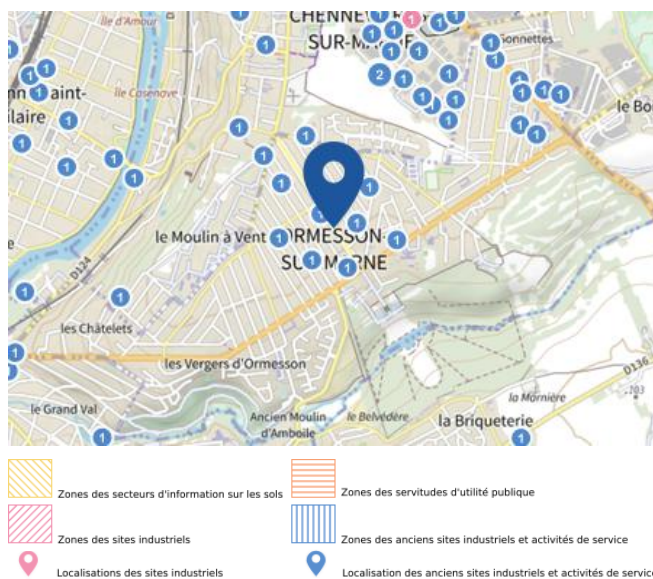 île d'Amour
CHENNEVI
SUR-MARNE
Sonnettes
île Casenave
aint-
ilaire
le Bo
le Moulin à Vent
ORMESSON-
SUR-MARNE
D124
les Châtelets
les Vergers d'Ormesson
D136
la Mornière
103
le Grand Val
Ancien Moulin
d'Amboile
le Belvédère
la Briqueterie
Zones des secteurs d'information sur les sols
Zones des servitudes d'utilité publique
Zones des sites industriels
Zones des anciens sites industriels et activités de service
Localisations des sites industriels
Localisation des anciens sites industriels et activités de service